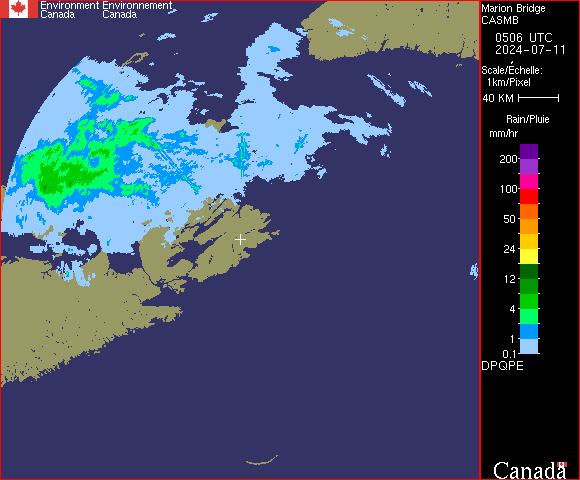 Environment Environnement
Canada Canada
Marion Bridge
CASMB
0506 UTC
2024-07-11
Scale/Échelle:
1km/Pixel
40 KM
Rain/Pluie
mm/hr
200
100
50
24
12
4
1
0.1
DPQPE
Canada